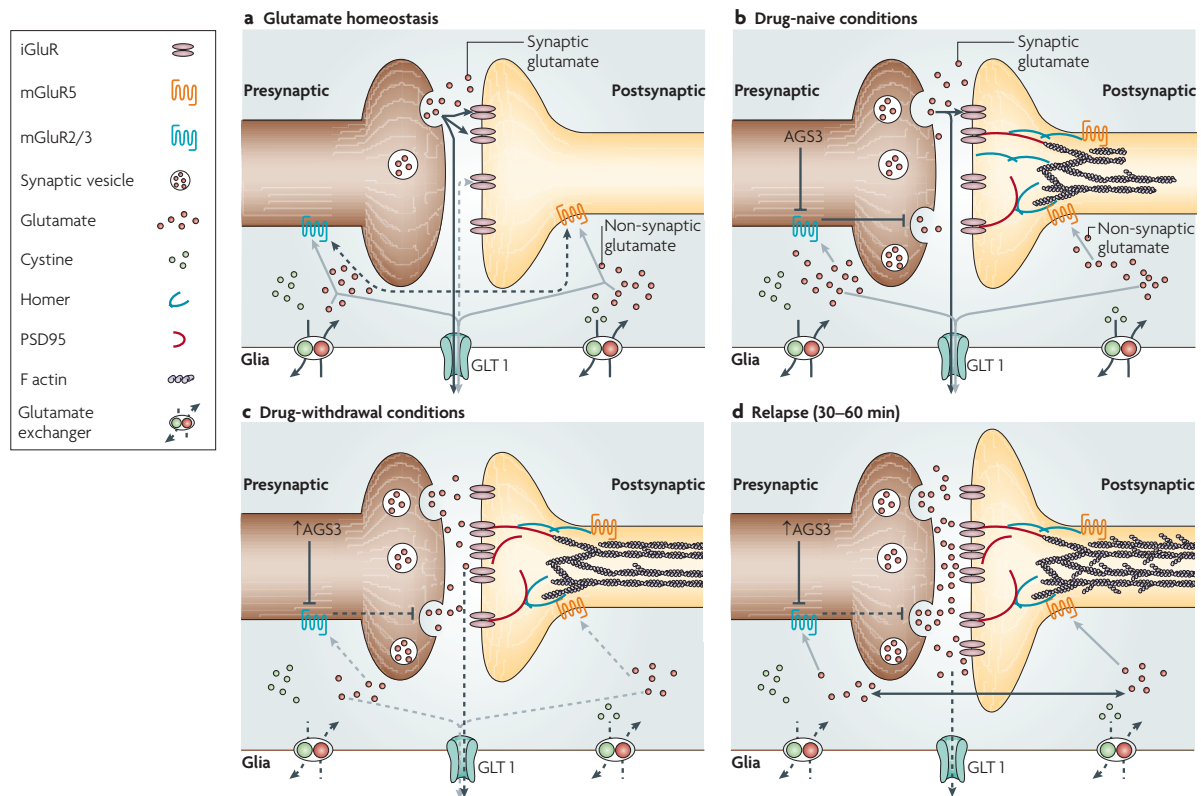 iGluR
mGluR5
mGluR2/3
Synaptic vesicle
Glutamate
Cystine
Homer
PSD95
F actin
Glutamate
exchanger
a Glutamate homeostasis
Synaptic
glutamate
Presynaptic
Postsynaptic
Non-synaptic
glutamate
Glia
GLT 1
b Drug-naive conditions
Synaptic
glutamate
Presynaptic
Postsynaptic
AGS3
Non-synaptic
glutamate
Glia
GLT 1
c Drug-withdrawal conditions
Presynaptic
Postsynaptic
↑AGS3
Glia
GLT 1
d Relapse (30–60 min)
Presynaptic
Postsynaptic
↑AGS3
Glia
GLT 1